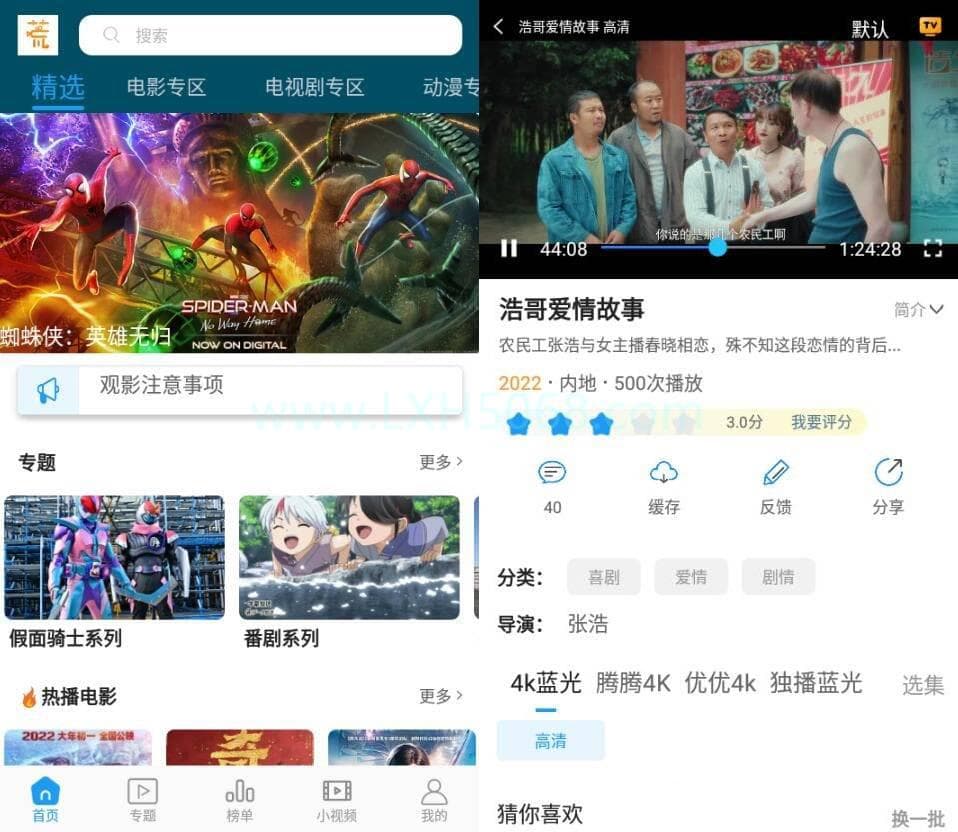 荒
搜索
精选 电影专区 电视剧专区 动漫专
SPIDER-MAN
No Way Home
NOW ON DIGITAL
蜘蛛侠：英雄无归
观影注意事项
专题 更多
假面骑士系列 番剧系列
热播电影 更多
2022 大年初一 全国公映
首页 专题 榜单 小视频 我的
浩哥爱情故事 高清 默认 TV
你说的是那几个农民工啊
44:08 1:24:28
浩哥爱情故事 简介
农民工张浩与女主播春晓相恋，殊不知这段恋情的背后...
2022 · 内地 · 500次播放
3.0分 我要评分
40 缓存 反馈 分享
分类： 喜剧 爱情 剧情
导演： 张浩
4k蓝光 腾腾4K 优优4k 独播蓝光 选集
高清
猜你喜欢 换一批
www.LXH5068.com